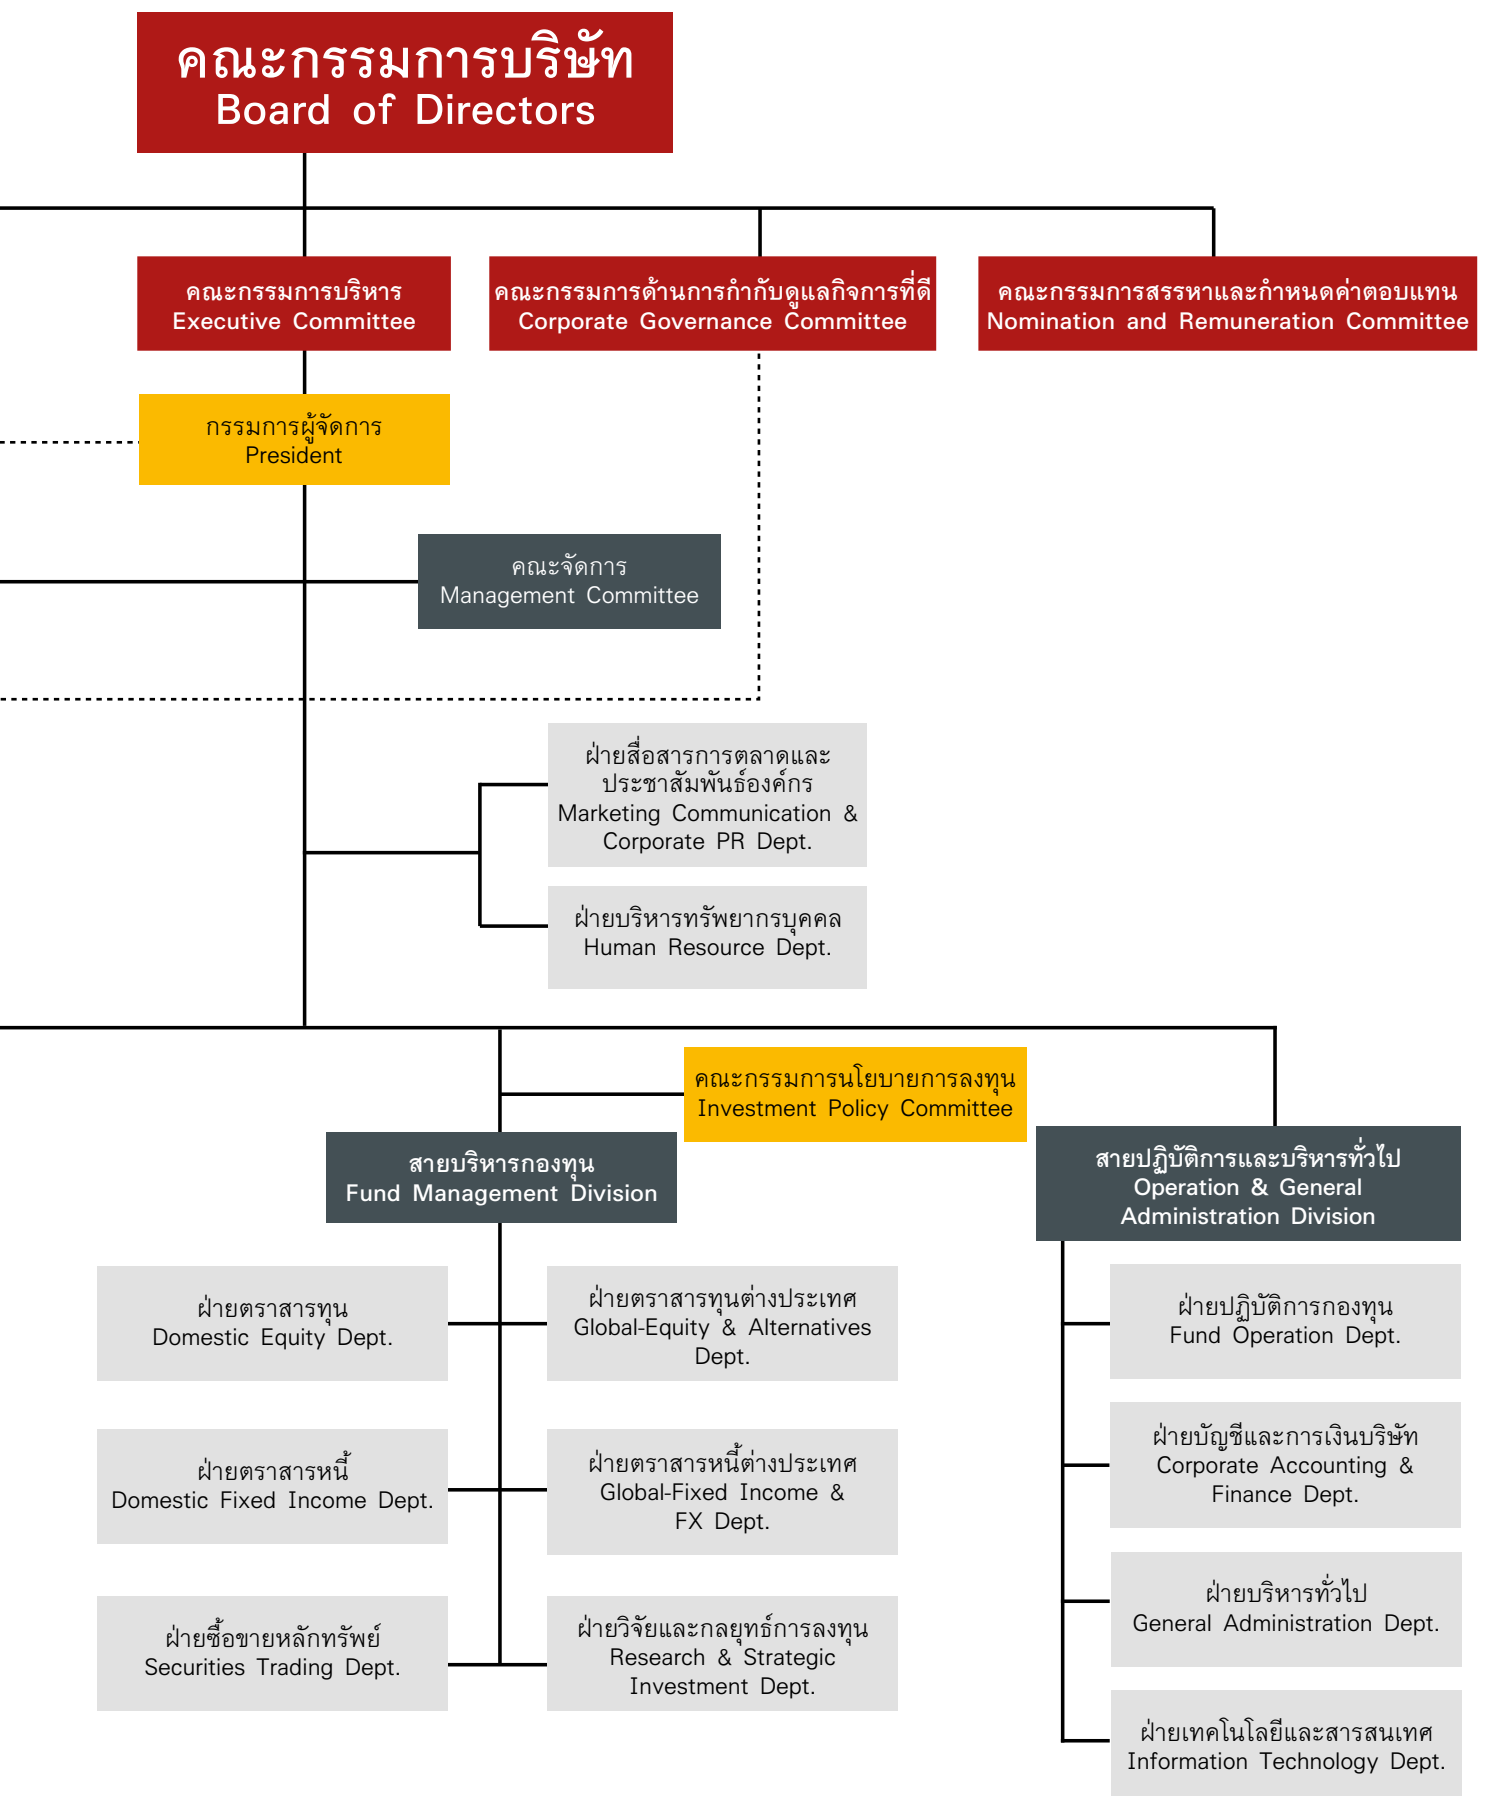 คณะกรรมการบริษัท
Board of Directors
คณะกรรมการบริหาร
Executive Committee
คณะกรรมการด้านการกำกับดูแลกิจการที่ดี
Corporate Governance Committee
คณะกรรมการสรรหาและกำหนดค่าตอบแทน
Nomination and Remuneration Committee
กรรมการผู้จัดการ
President
คณะจัดการ
Management Committee
ฝ่ายสื่อสารการตลาดและ
ประชาสัมพันธ์องค์กร
Marketing Communication &
Corporate PR Dept.
ฝ่ายบริหารทรัพยากรบุคคล
Human Resource Dept.
คณะกรรมการนโยบายการลงทุน
Investment Policy Committee
สายบริหารกองทุน
Fund Management Division
สายปฏิบัติการและบริหารทั่วไป
Operation & General
Administration Division
ฝ่ายตราสารทุน
Domestic Equity Dept.
ฝ่ายตราสารทุนต่างประเทศ
Global-Equity & Alternatives
Dept.
ฝ่ายปฏิบัติการกองทุน
Fund Operation Dept.
ฝ่ายตราสารหนี้
Domestic Fixed Income Dept.
ฝ่ายตราสารหนี้ต่างประเทศ
Global-Fixed Income &
FX Dept.
ฝ่ายบัญชีและการเงินบริษัท
Corporate Accounting &
Finance Dept.
ฝ่ายซื้อขายหลักทรัพย์
Securities Trading Dept.
ฝ่ายวิจัยและกลยุทธ์การลงทุน
Research & Strategic
Investment Dept.
ฝ่ายบริหารทั่วไป
General Administration Dept.
ฝ่ายเทคโนโลยีและสารสนเทศ
Information Technology Dept.